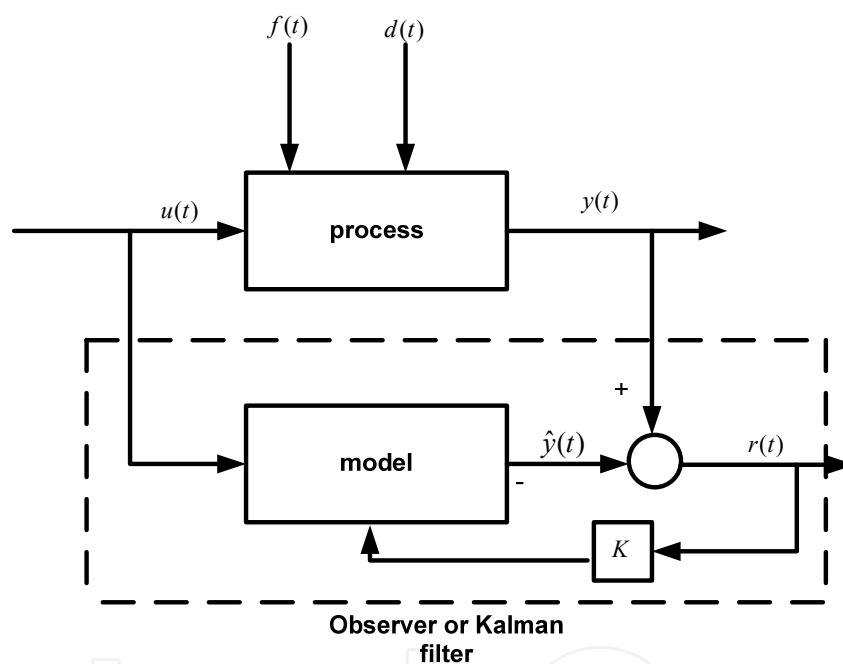 f(t)
d(t)
u(t)
process
y(t)
+
model
-
ŷ(t)
r(t)
K
Observer or Kalman
filter